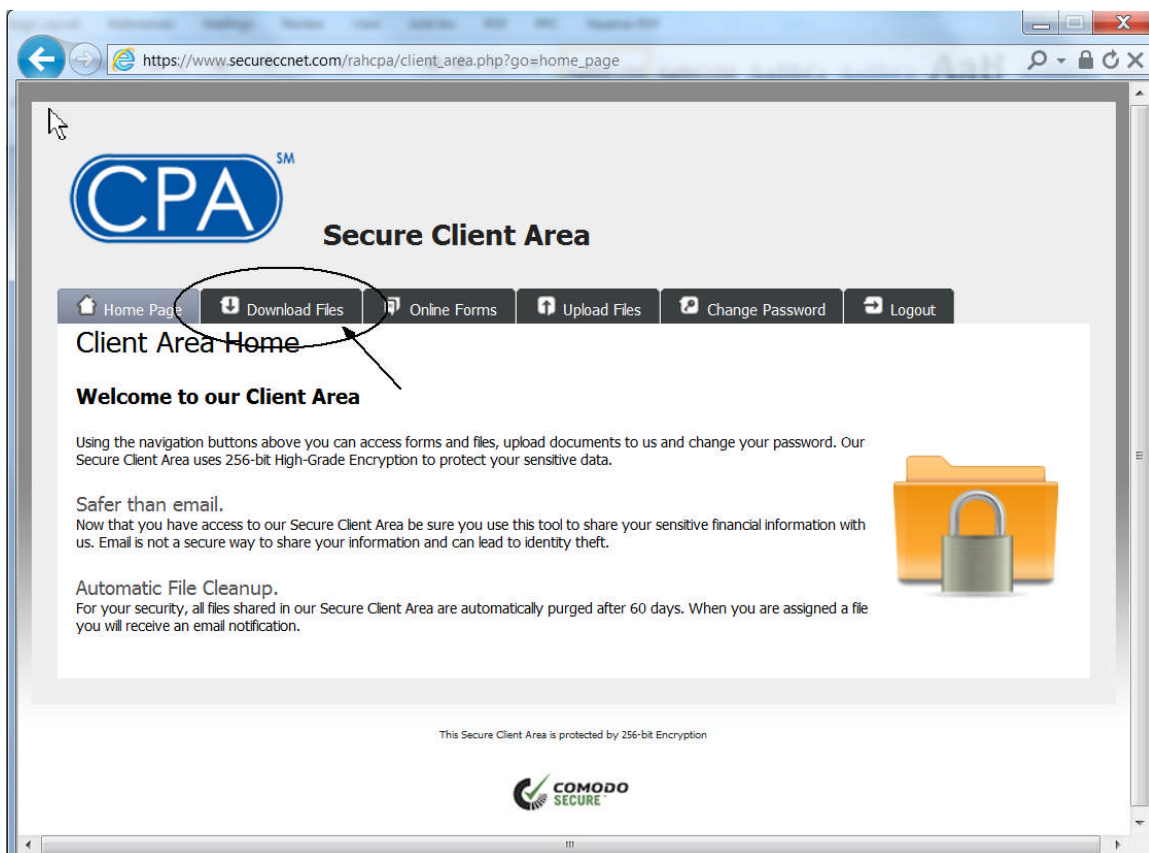 https://www.secureccnet.com/rahcpa/client_area.php?go=home_page
CPA SM
Secure Client Area
Home Page Download Files Online Forms Upload Files Change Password Logout
Client Area Home
Welcome to our Client Area
Using the navigation buttons above you can access forms and files, upload documents to us and change your password. Our
Secure Client Area uses 256-bit High-Grade Encryption to protect your sensitive data.
Safer than email.
Now that you have access to our Secure Client Area be sure you use this tool to share your sensitive financial information with
us. Email is not a secure way to share your information and can lead to identity theft.
Automatic File Cleanup.
For your security, all files shared in our Secure Client Area are automatically purged after 60 days. When you are assigned a file
you will receive an email notification.
This Secure Client Area is protected by 256-bit Encryption
COMODO
SECURE